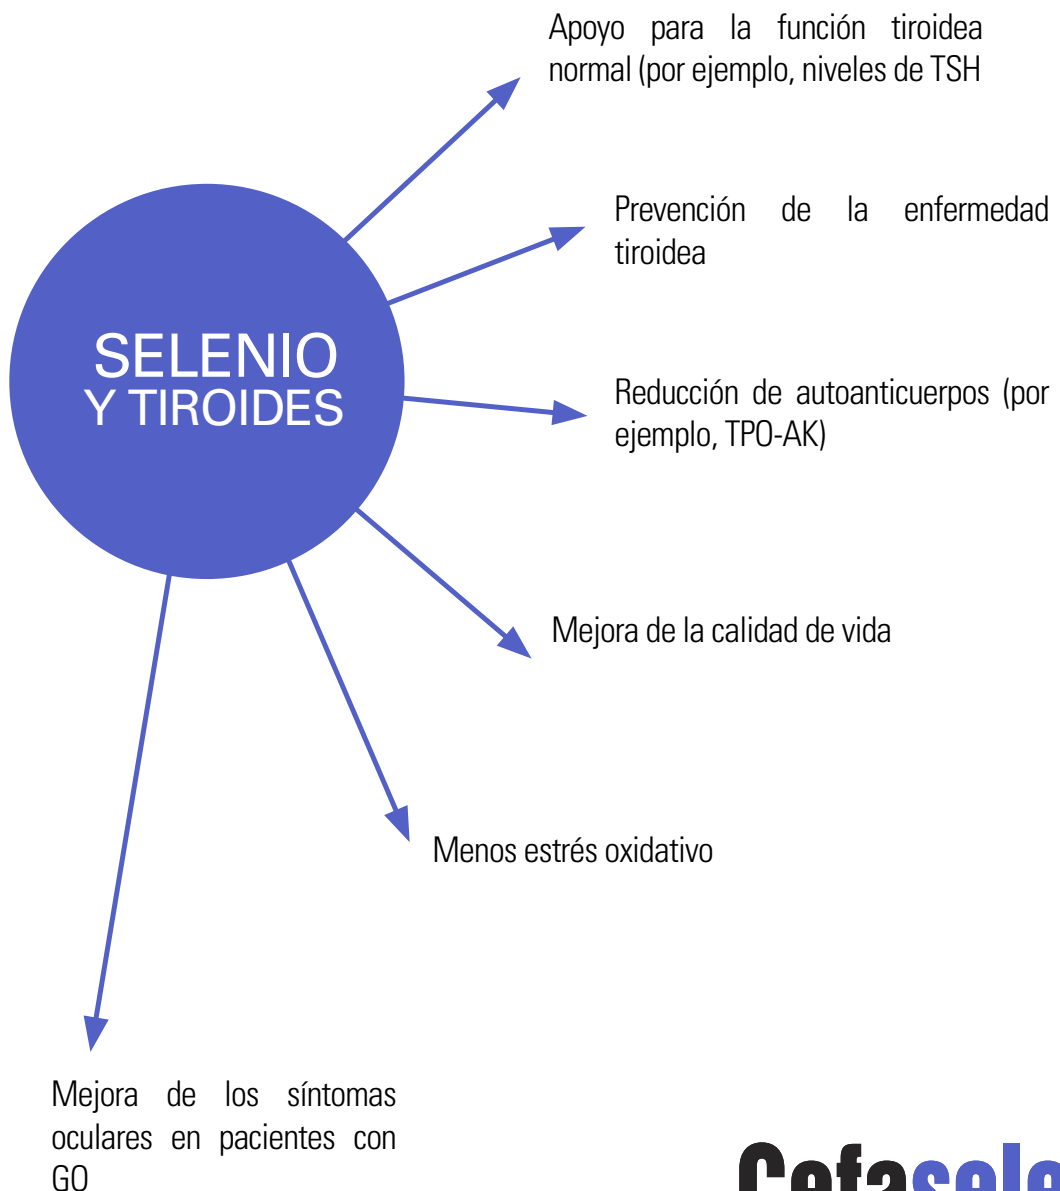 Apoyo para la función tiroidea
normal (por ejemplo, niveles de TSH
Prevención de la enfermedad
tiroidea
SELENIO
Y TIROIDES
Reducción de autoanticuerpos (por
ejemplo, TPO-AK)
Mejora de la calidad de vida
Menos estrés oxidativo
Mejora de los síntomas
oculares en pacientes con
GO
Cefasele